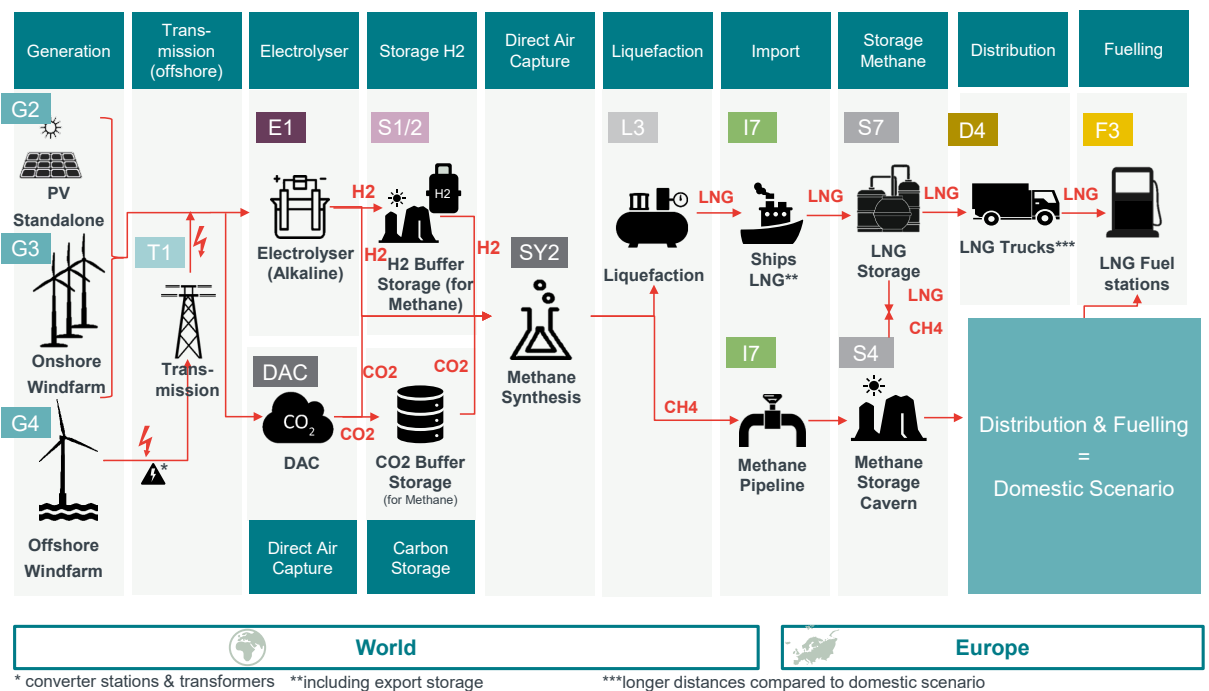 Generation
Trans-
mission
(offshore)
Electrolyser
Storage H2
Direct Air
Capture
Liquefaction
Import
Storage
Methane
Distribution
Fuelling
G2
PV
Standalone
G3
Onshore
Windfarm
G4
*
Offshore
Windfarm
T1
Trans-
mission
E1
Electrolyser
(Alkaline)
H2
H2
S1/2
H2
H2 Buffer
Storage (for
Methane)
H2
DAC
CO2
DAC
CO2
CO2
CO2
CO2 Buffer
Storage
(for Methane)
Direct Air
Capture
Carbon
Storage
SY2
Methane
Synthesis
L3
Liquefaction
LNG
I7
Ships
LNG**
LNG
S7
LNG
Storage
LNG
D4
LNG Trucks***
LNG
F3
LNG Fuel
stations
LNG
CH4
CH4
I7
Methane
Pipeline
S4
Methane
Storage
Cavern
Distribution & Fuelling
=
Domestic Scenario
World
Europe
* converter stations & transformers
**including export storage
***longer distances compared to domestic scenario